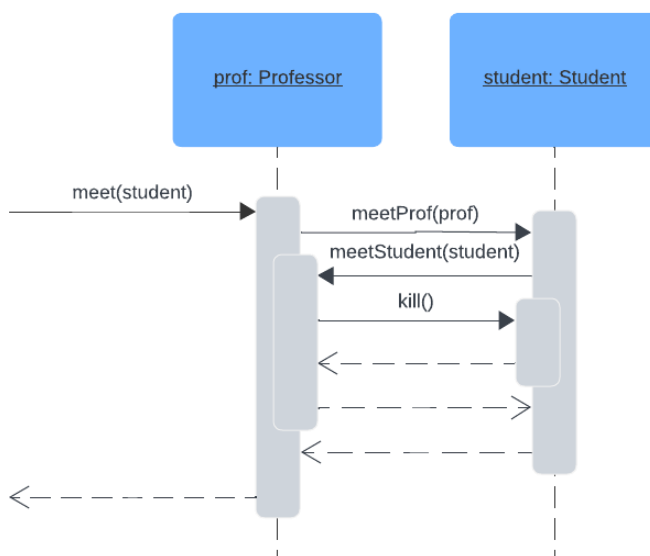 prof: Professor
student: Student
meet(student)
meetProf(prof)
meetStudent(student)
kill()